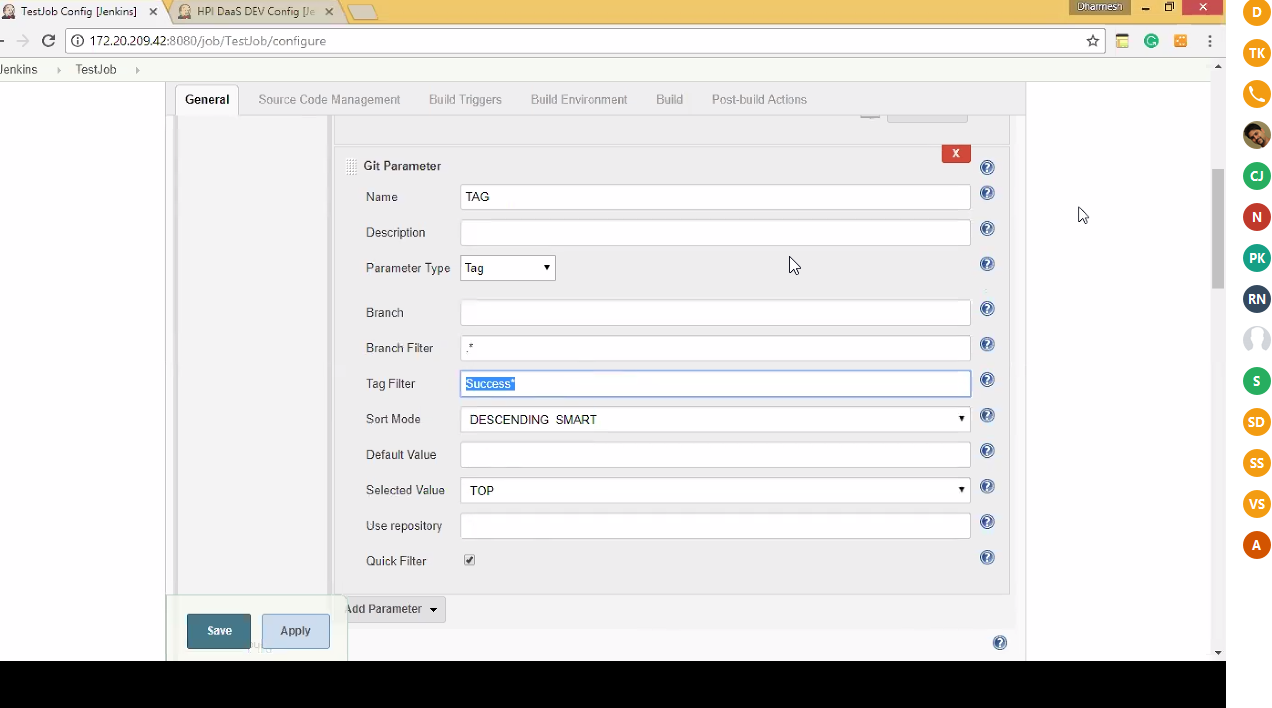 TestJob Config [Jenkins] HPI DaaS DEV Config [Je Dharmesh
172.20.209.42:8080/job/TestJob/configure
Jenkins TestJob
General Source Code Management Build Triggers Build Environment Build Post-build Actions
Git Parameter X
Name TAG
Description
Parameter Type Tag
Branch
Branch Filter .*
Tag Filter Success*
Sort Mode DESCENDING_SMART
Default Value
Selected Value TOP
Use repository
Quick Filter
Add Parameter
Save Apply
D
TK
CJ
N
PK
RN
S
SD
SS
VS
A